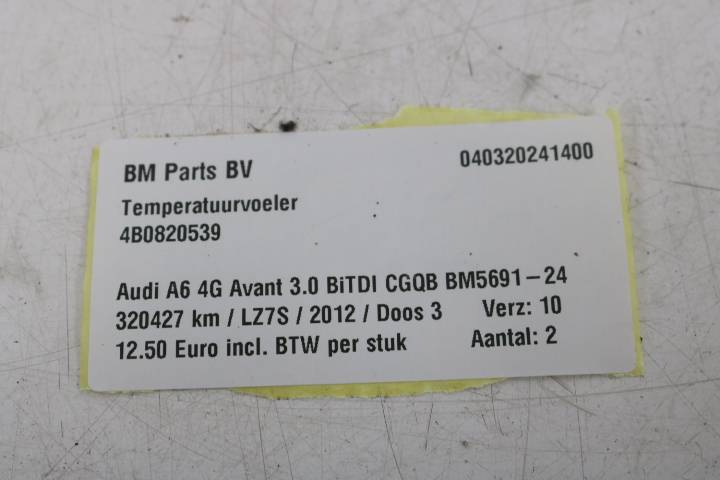 BM Parts BV 040320241400
Temperatuurvoeler
4B0820539
Audi A6 4G Avant 3.0 BiTDI CGQB BM5691-24
320427 km / LZ7S / 2012 / Doos 3 Verz: 10
12.50 Euro incl. BTW per stuk Aantal: 2